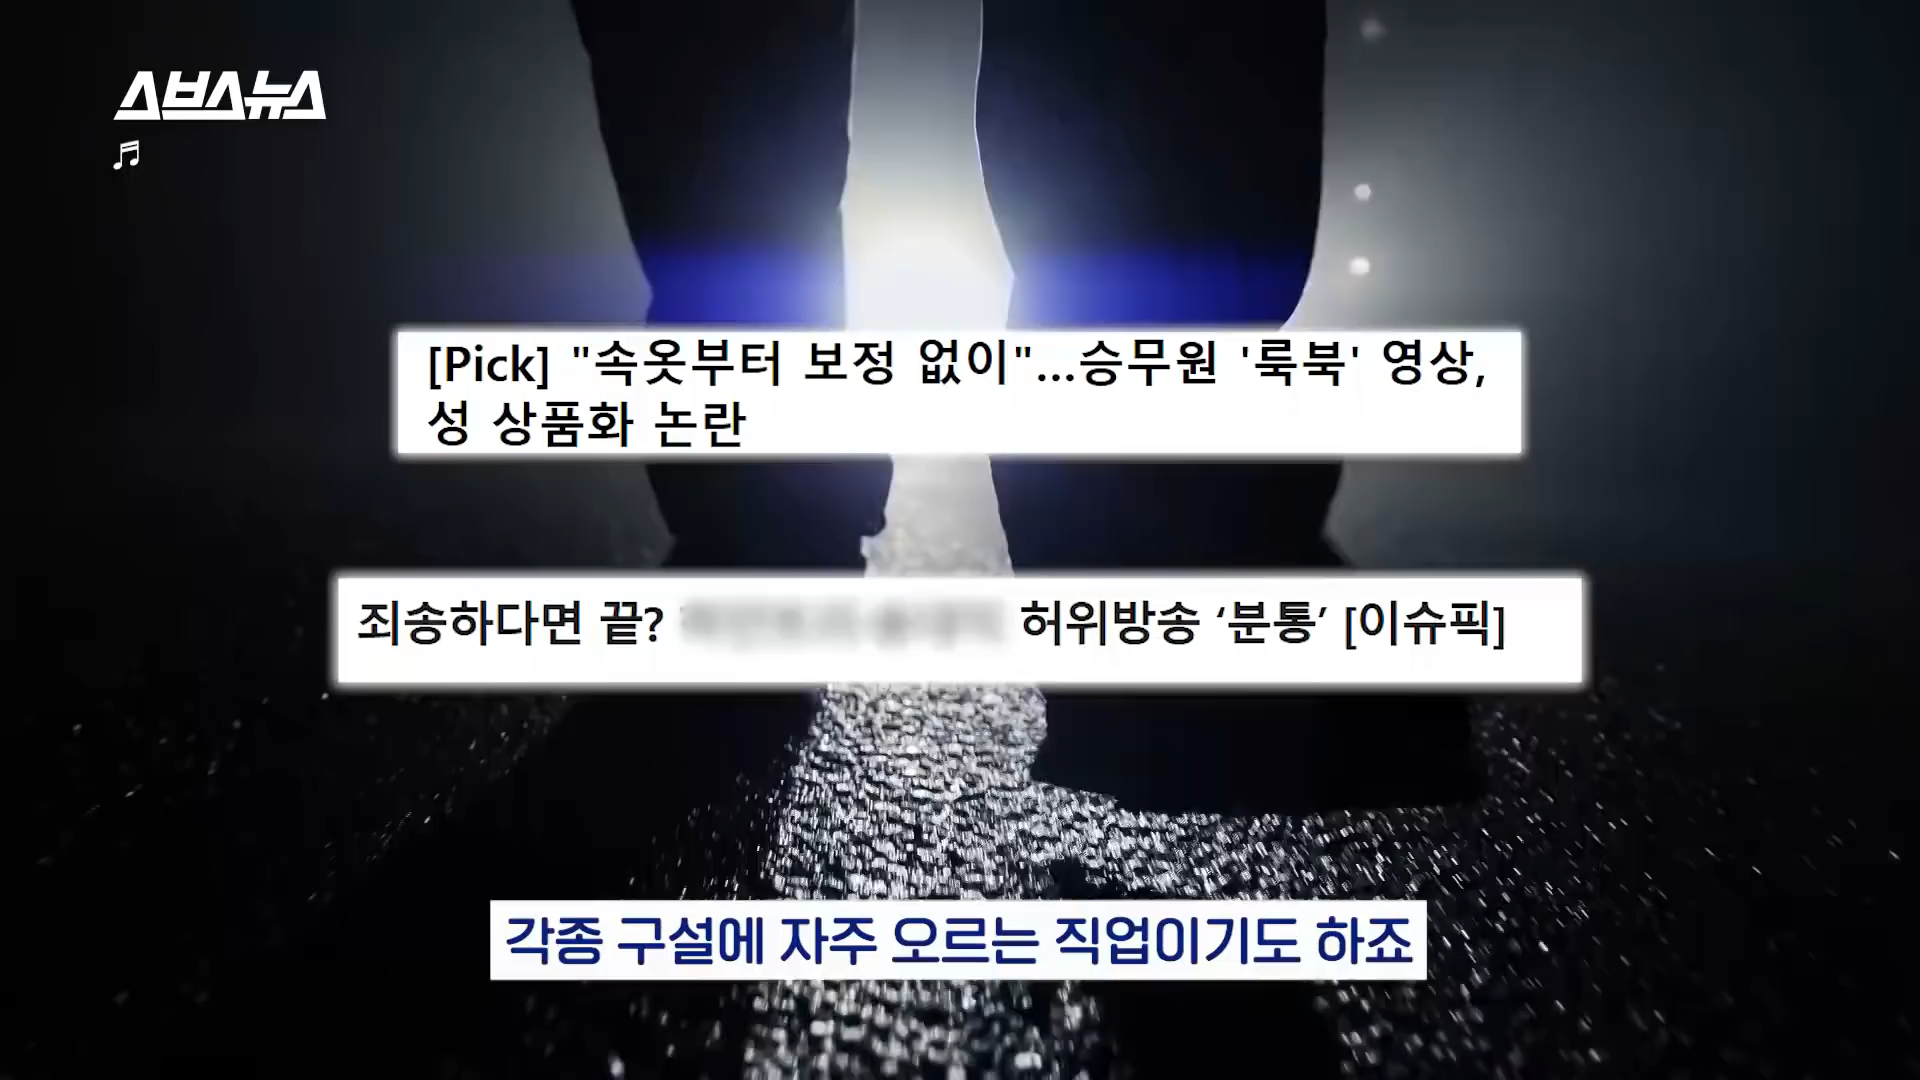 스브스뉴스
[Pick] "속옷부터 보정 없이"...승무원 '룩북' 영상,
성 상품화 논란
죄송하다면 끝? 허위방송 ‘분통’ [이슈픽]
각종 구설에 자주 오르는 직업이기도 하죠